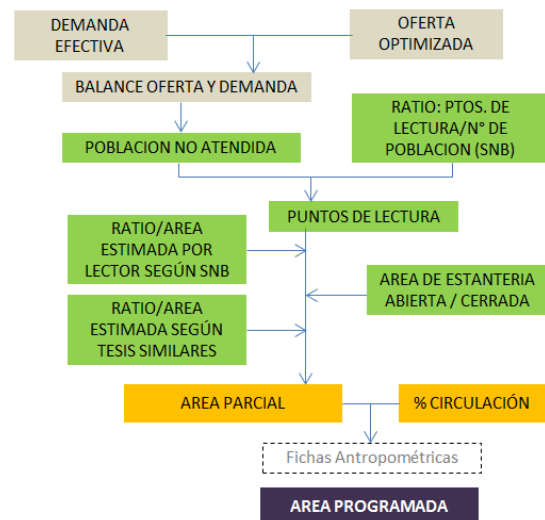 DEMANDA
EFECTIVA
OFERTA
OPTIMIZADA
BALANCE OFERTA Y DEMANDA
POBLACION NO ATENDIDA
RATIO: PTOS. DE
LECTURA/N° DE
POBLACION (SNB)
PUNTOS DE LECTURA
RATIO/AREA
ESTIMADA POR
LECTOR SEGÚN SNB
AREA DE ESTANTERIA
ABIERTA / CERRADA
RATIO/AREA
ESTIMADA SEGÚN
TESIS SIMILARES
AREA PARCIAL
% CIRCULACIÓN
Fichas Antropométricas
AREA PROGRAMADA